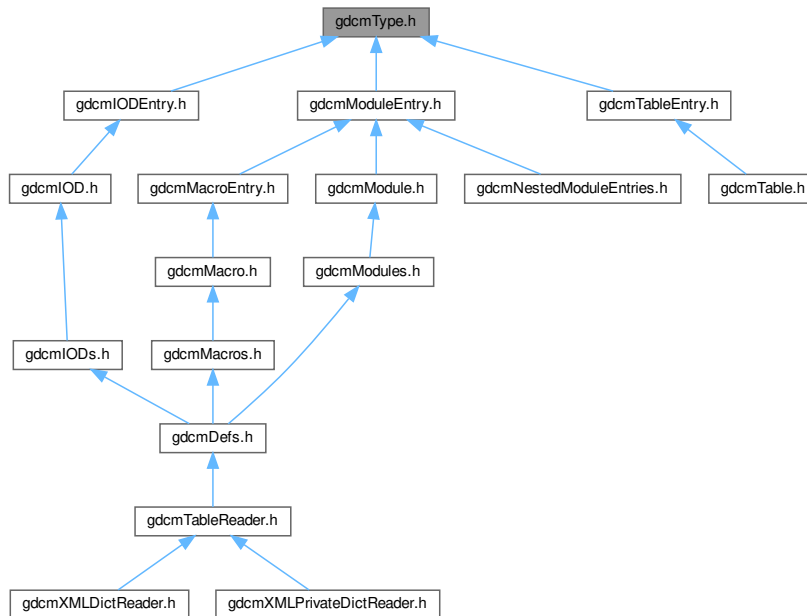 gdcmType.h
gdcmIODEntry.h
gdcmModuleEntry.h
gdcmTableEntry.h
gdcmIOD.h
gdcmMacroEntry.h
gdcmModule.h
gdcmNestedModuleEntries.h
gdcmTable.h
gdcmMacro.h
gdcmModules.h
gdcmIODs.h
gdcmMacros.h
gdcmDefs.h
gdcmTableReader.h
gdcmXMLDictReader.h
gdcmXMLPrivateDictReader.h